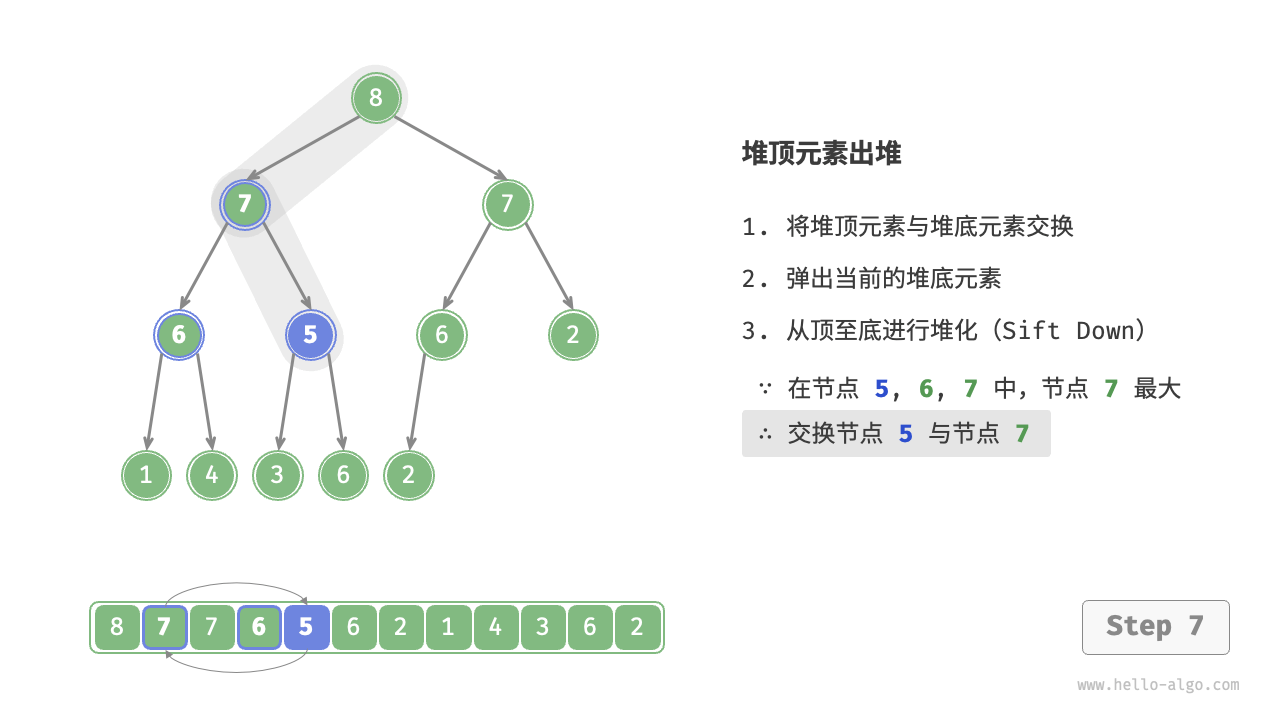 堆顶元素出堆
1. 将堆顶元素与堆底元素交换
2. 弹出当前的堆底元素
3. 从顶至底进行堆化（Sift Down）
∵ 在节点 5, 6, 7 中，节点 7 最大
∴ 交换节点 5 与节点 7
8
7 7
6 5 6 2
1 4 3 6 2
8 7 7 6 5 6 2 1 4 3 6 2
Step 7
www.hello-algo.com